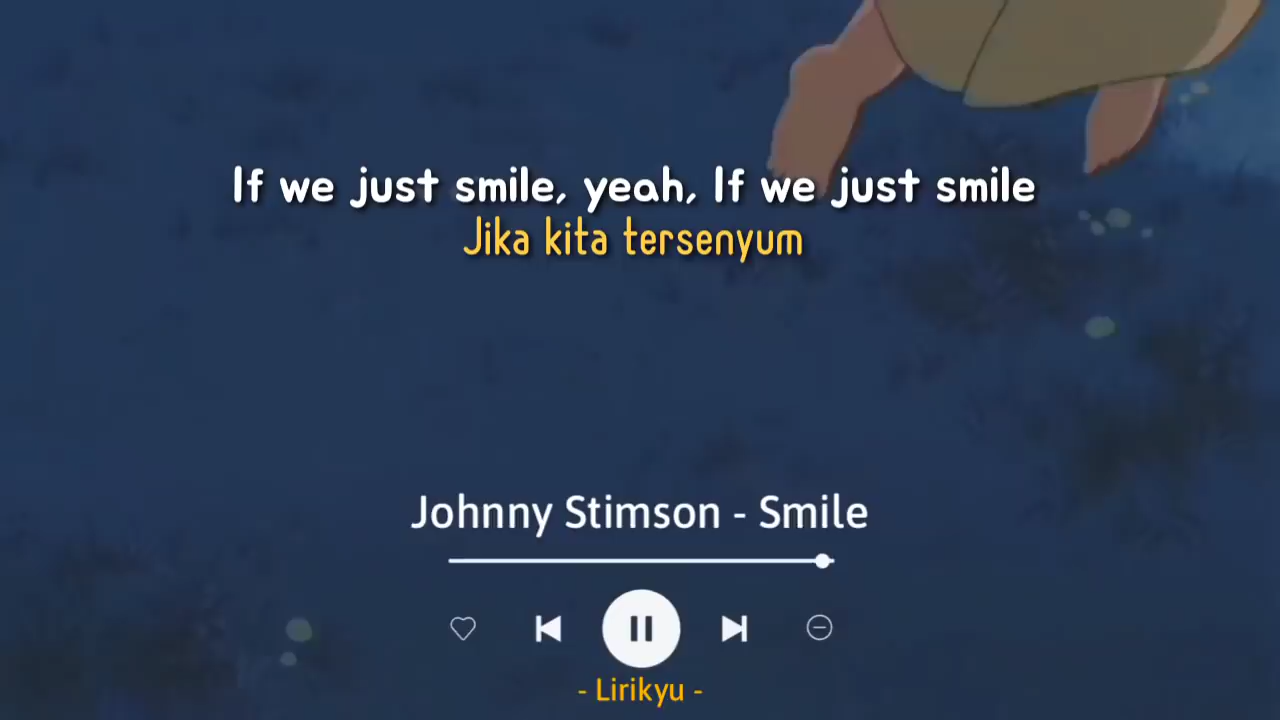 If we just smile, yeah, If we just smile
Jika kita tersenyum
Johnny Stimson - Smile
- Lirikyu -